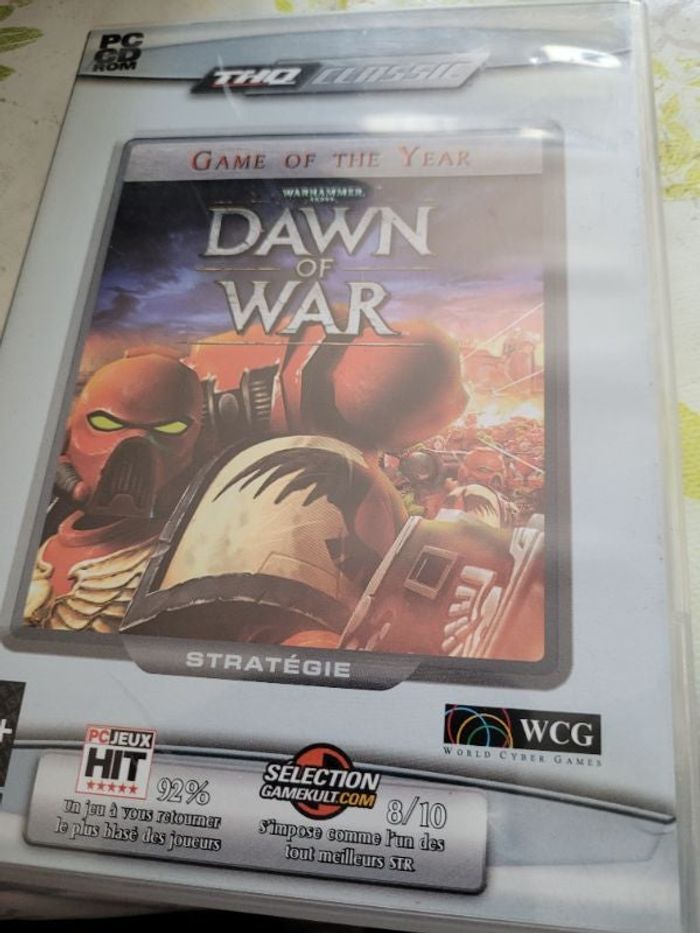 PC
CD
ROM
THQ CLASSIC
GAME OF THE YEAR
WARHAMMER
40,000
DAWN
OF
WAR
STRATÉGIE
+
WCG
WORLD CYBER GAMES
PC JEUX
HIT
92%
un jeu à vous retourner
le plus blasé des joueurs
SÉLECTION
GAMEKULT.COM
8/10
S'impose comme l'un des
tout meilleurs STR